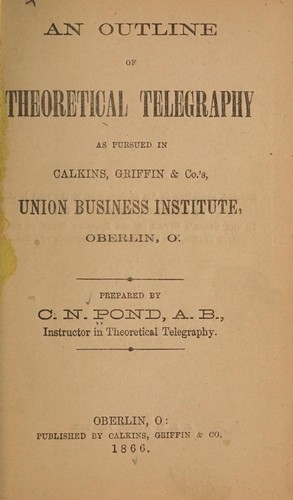 AN OUTLINE
OF
THEORETICAL TELEGRAPHY
AS PURSUED IN
CALKINS, GRIFFIN & Co.'s,
UNION BUSINESS INSTITUTE,
OBERLIN, O.
PREPARED BY
C. N. POND, A. B.,
Instructor in Theoretical Telegraphy.
OBERLIN, O:
PUBLISHED BY CALKINS, GRIFFIN & CO.
1866.